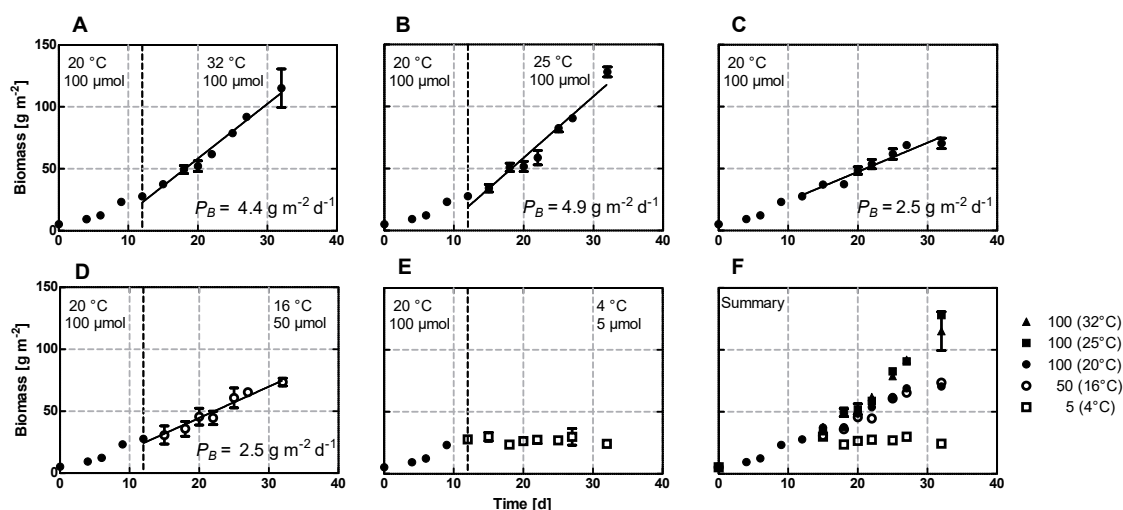 A
B
C
150
100
50
0
Biomass [g m-2]
20 °C
100 µmol
32 °C
100 µmol
P_B = 4.4 g m-2 d-1
0 10 20 30 40
20 °C
100 µmol
25 °C
100 µmol
P_B = 4.9 g m-2 d-1
0 10 20 30 40
20 °C
100 µmol
P_B = 2.5 g m-2 d-1
0 10 20 30 40
D
E
F
150
100
50
0
Biomass [g m-2]
20 °C
100 µmol
16 °C
50 µmol
P_B = 2.5 g m-2 d-1
0 10 20 30 40
20 °C
100 µmol
4 °C
5 µmol
0 10 20 30 40
Time [d]
Summary
0 10 20 30 40
100 (32°C)
100 (25°C)
100 (20°C)
50 (16°C)
5 (4°C)